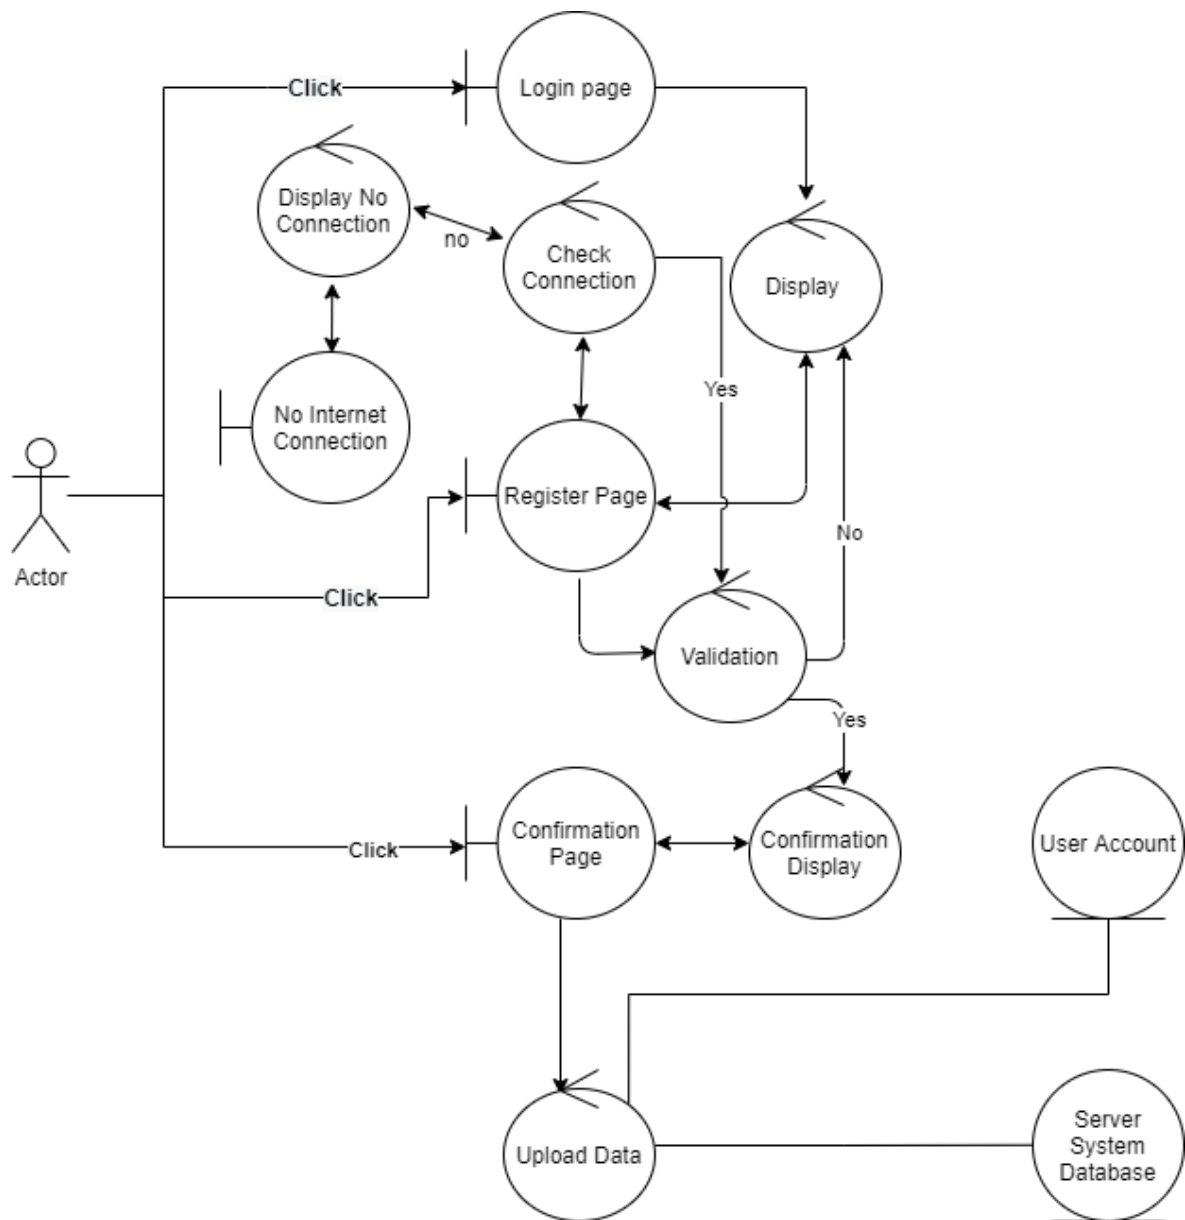 Click
Login page
Display No
Connection
no
Check
Connection
Display
Yes
No Internet
Connection
Register Page
No
Actor
Click
Validation
Yes
Click
Confirmation
Page
Confirmation
Display
User Account
Upload Data
Server
System
Database